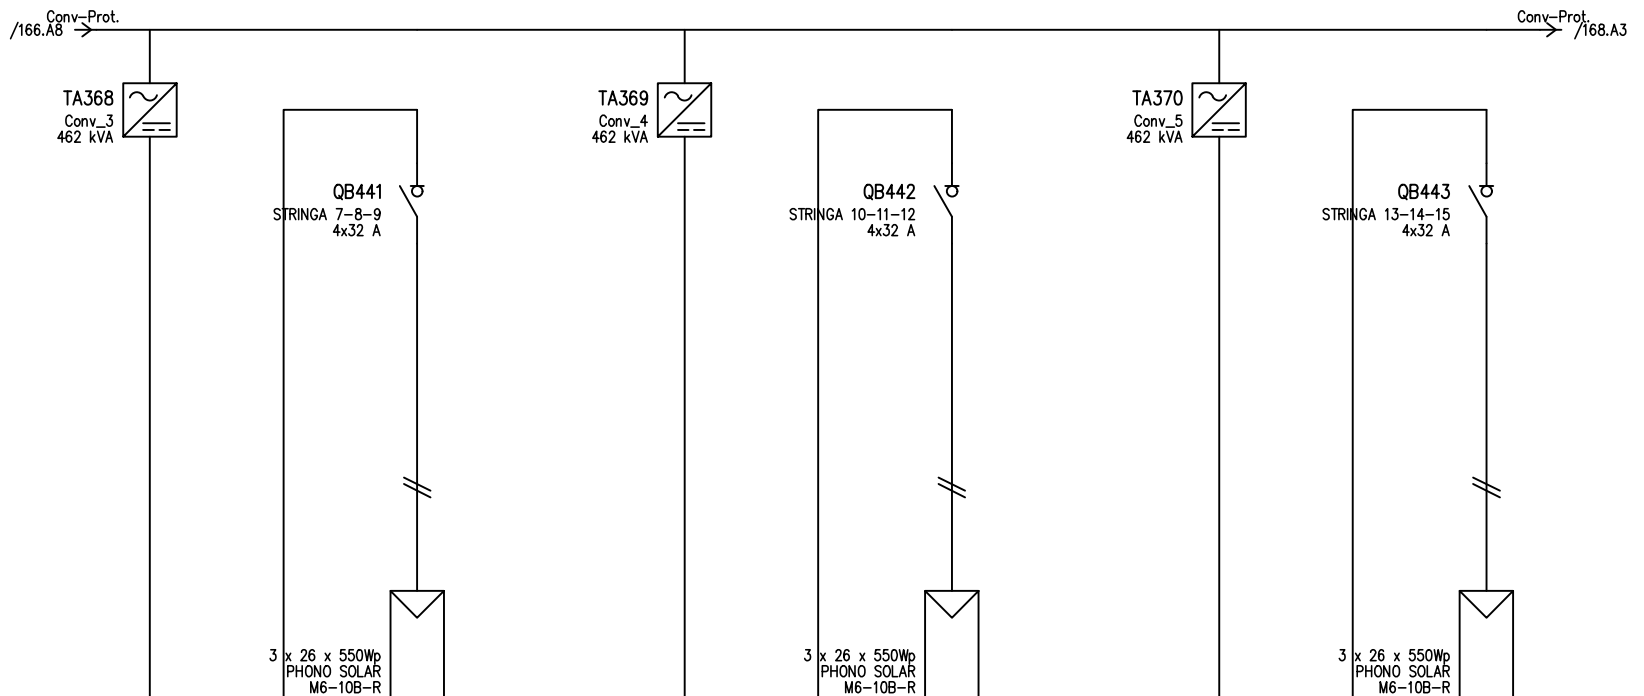 Conv-Prot.
/166.A8
Conv-Prot.
/168.A3
TA368
Conv_3
462 kVA
QB441
STRINGA 7-8-9
4x32 A
3 x 26 x 550Wp
PHONO SOLAR
M6-10B-R
TA369
Conv_4
462 kVA
QB442
STRINGA 10-11-12
4x32 A
3 x 26 x 550Wp
PHONO SOLAR
M6-10B-R
TA370
Conv_5
462 kVA
QB443
STRINGA 13-14-15
4x32 A
3 x 26 x 550Wp
PHONO SOLAR
M6-10B-R